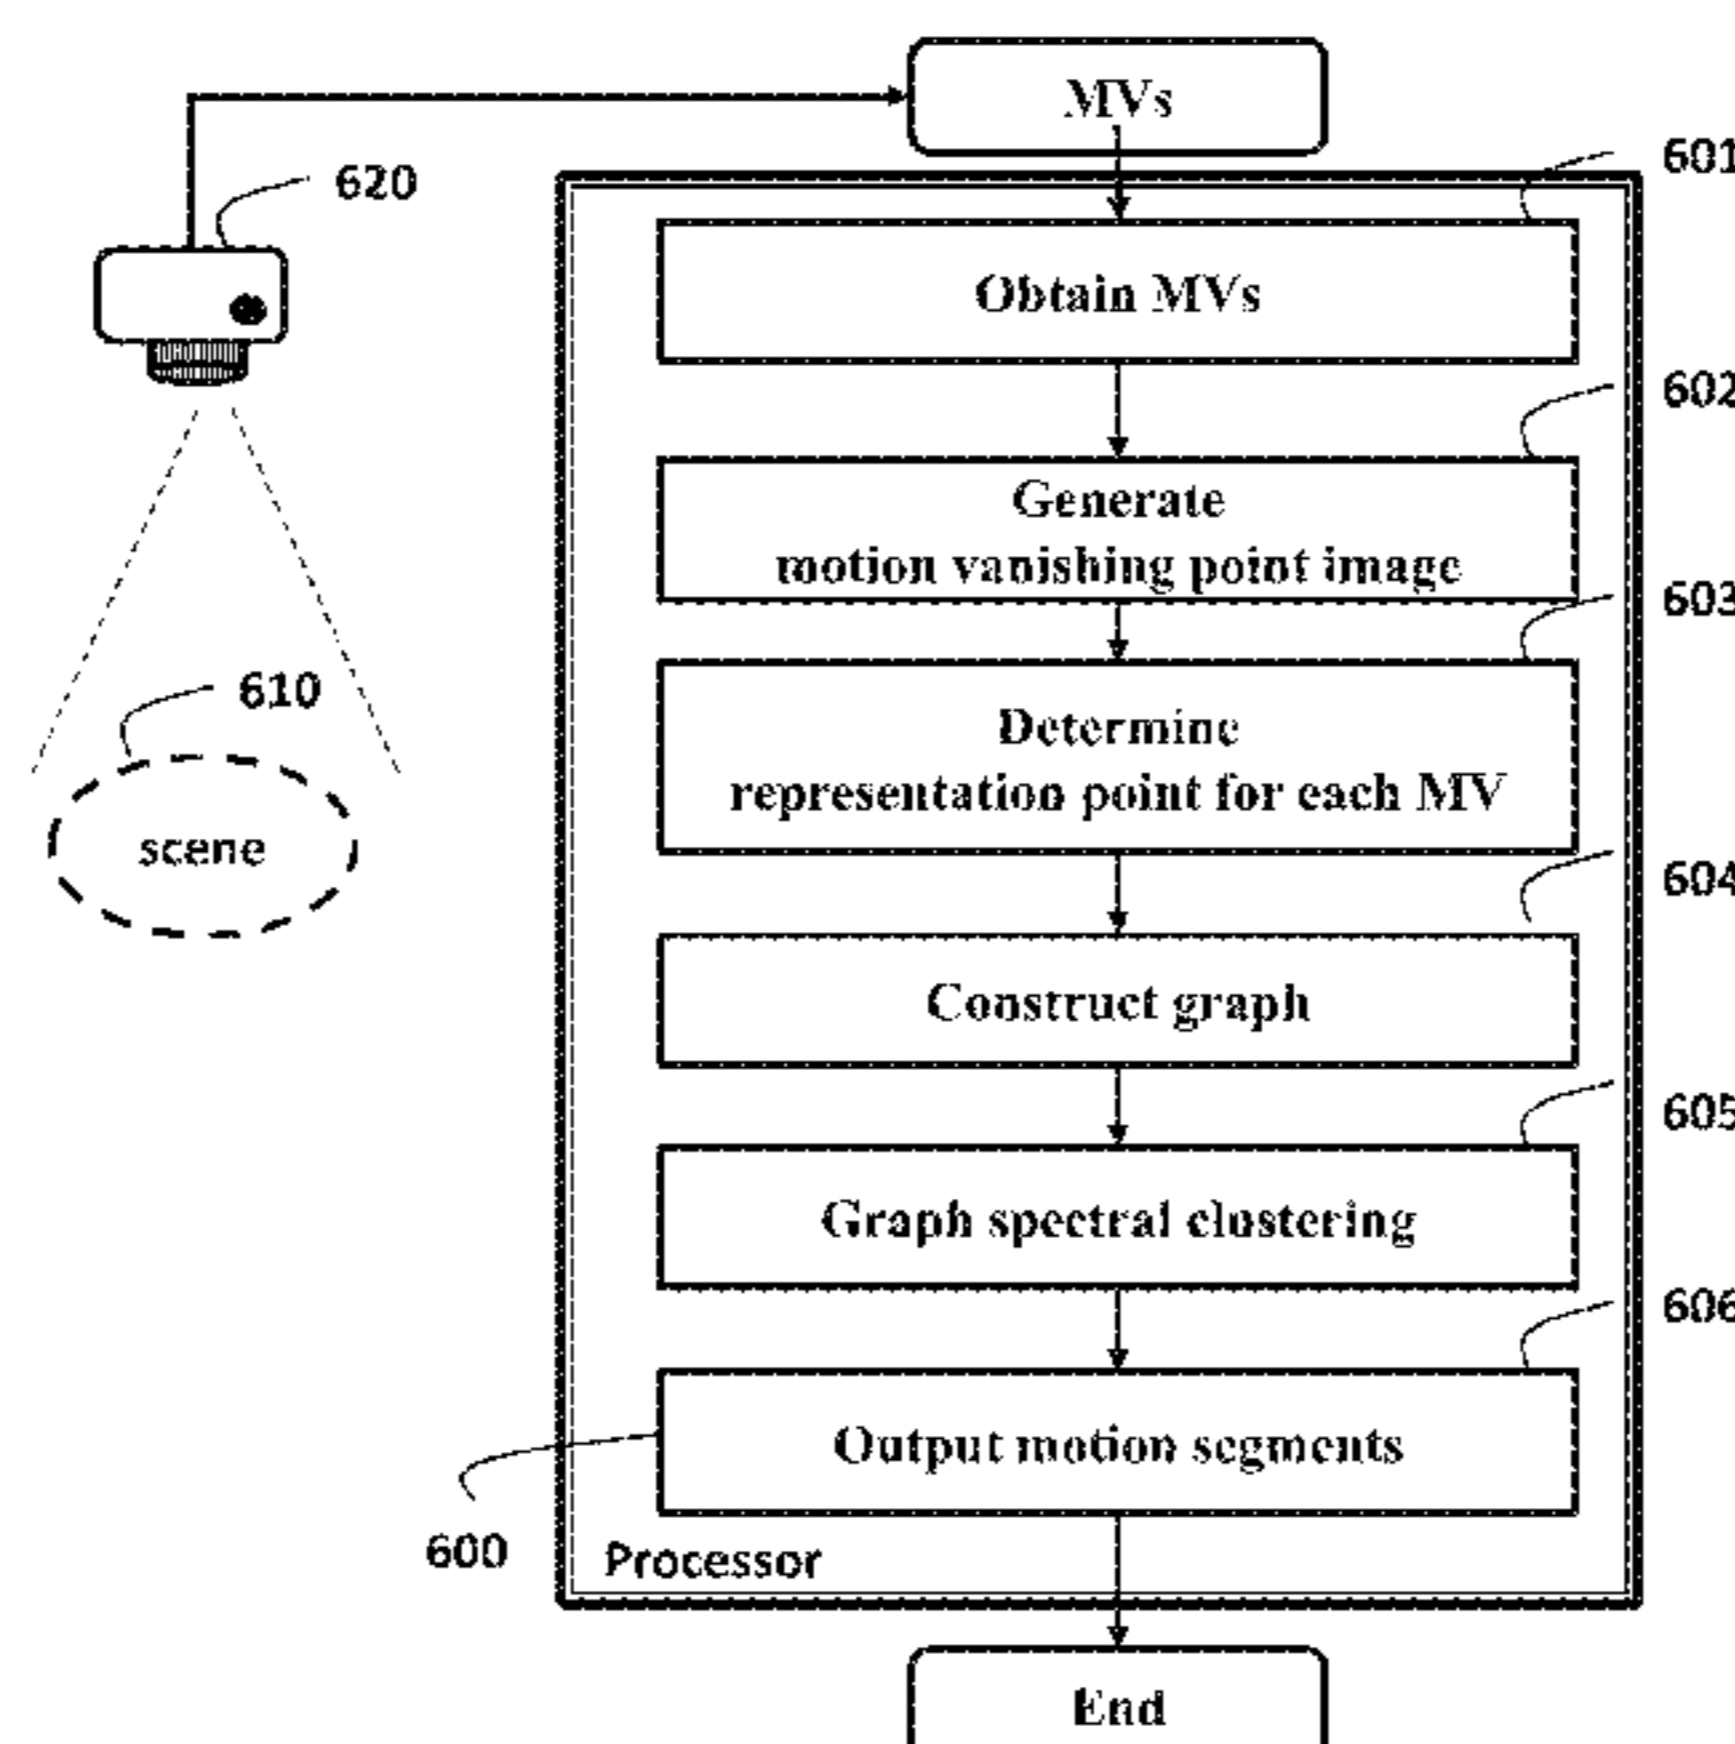 MVs
601
620
Obtain MVs
602
Generate
motion vanishing point image
603
610
Determine
representation point for each MV
scene
604
Construct graph
605
Graph spectral clustering
606
Output motion segments
600
Processor
End